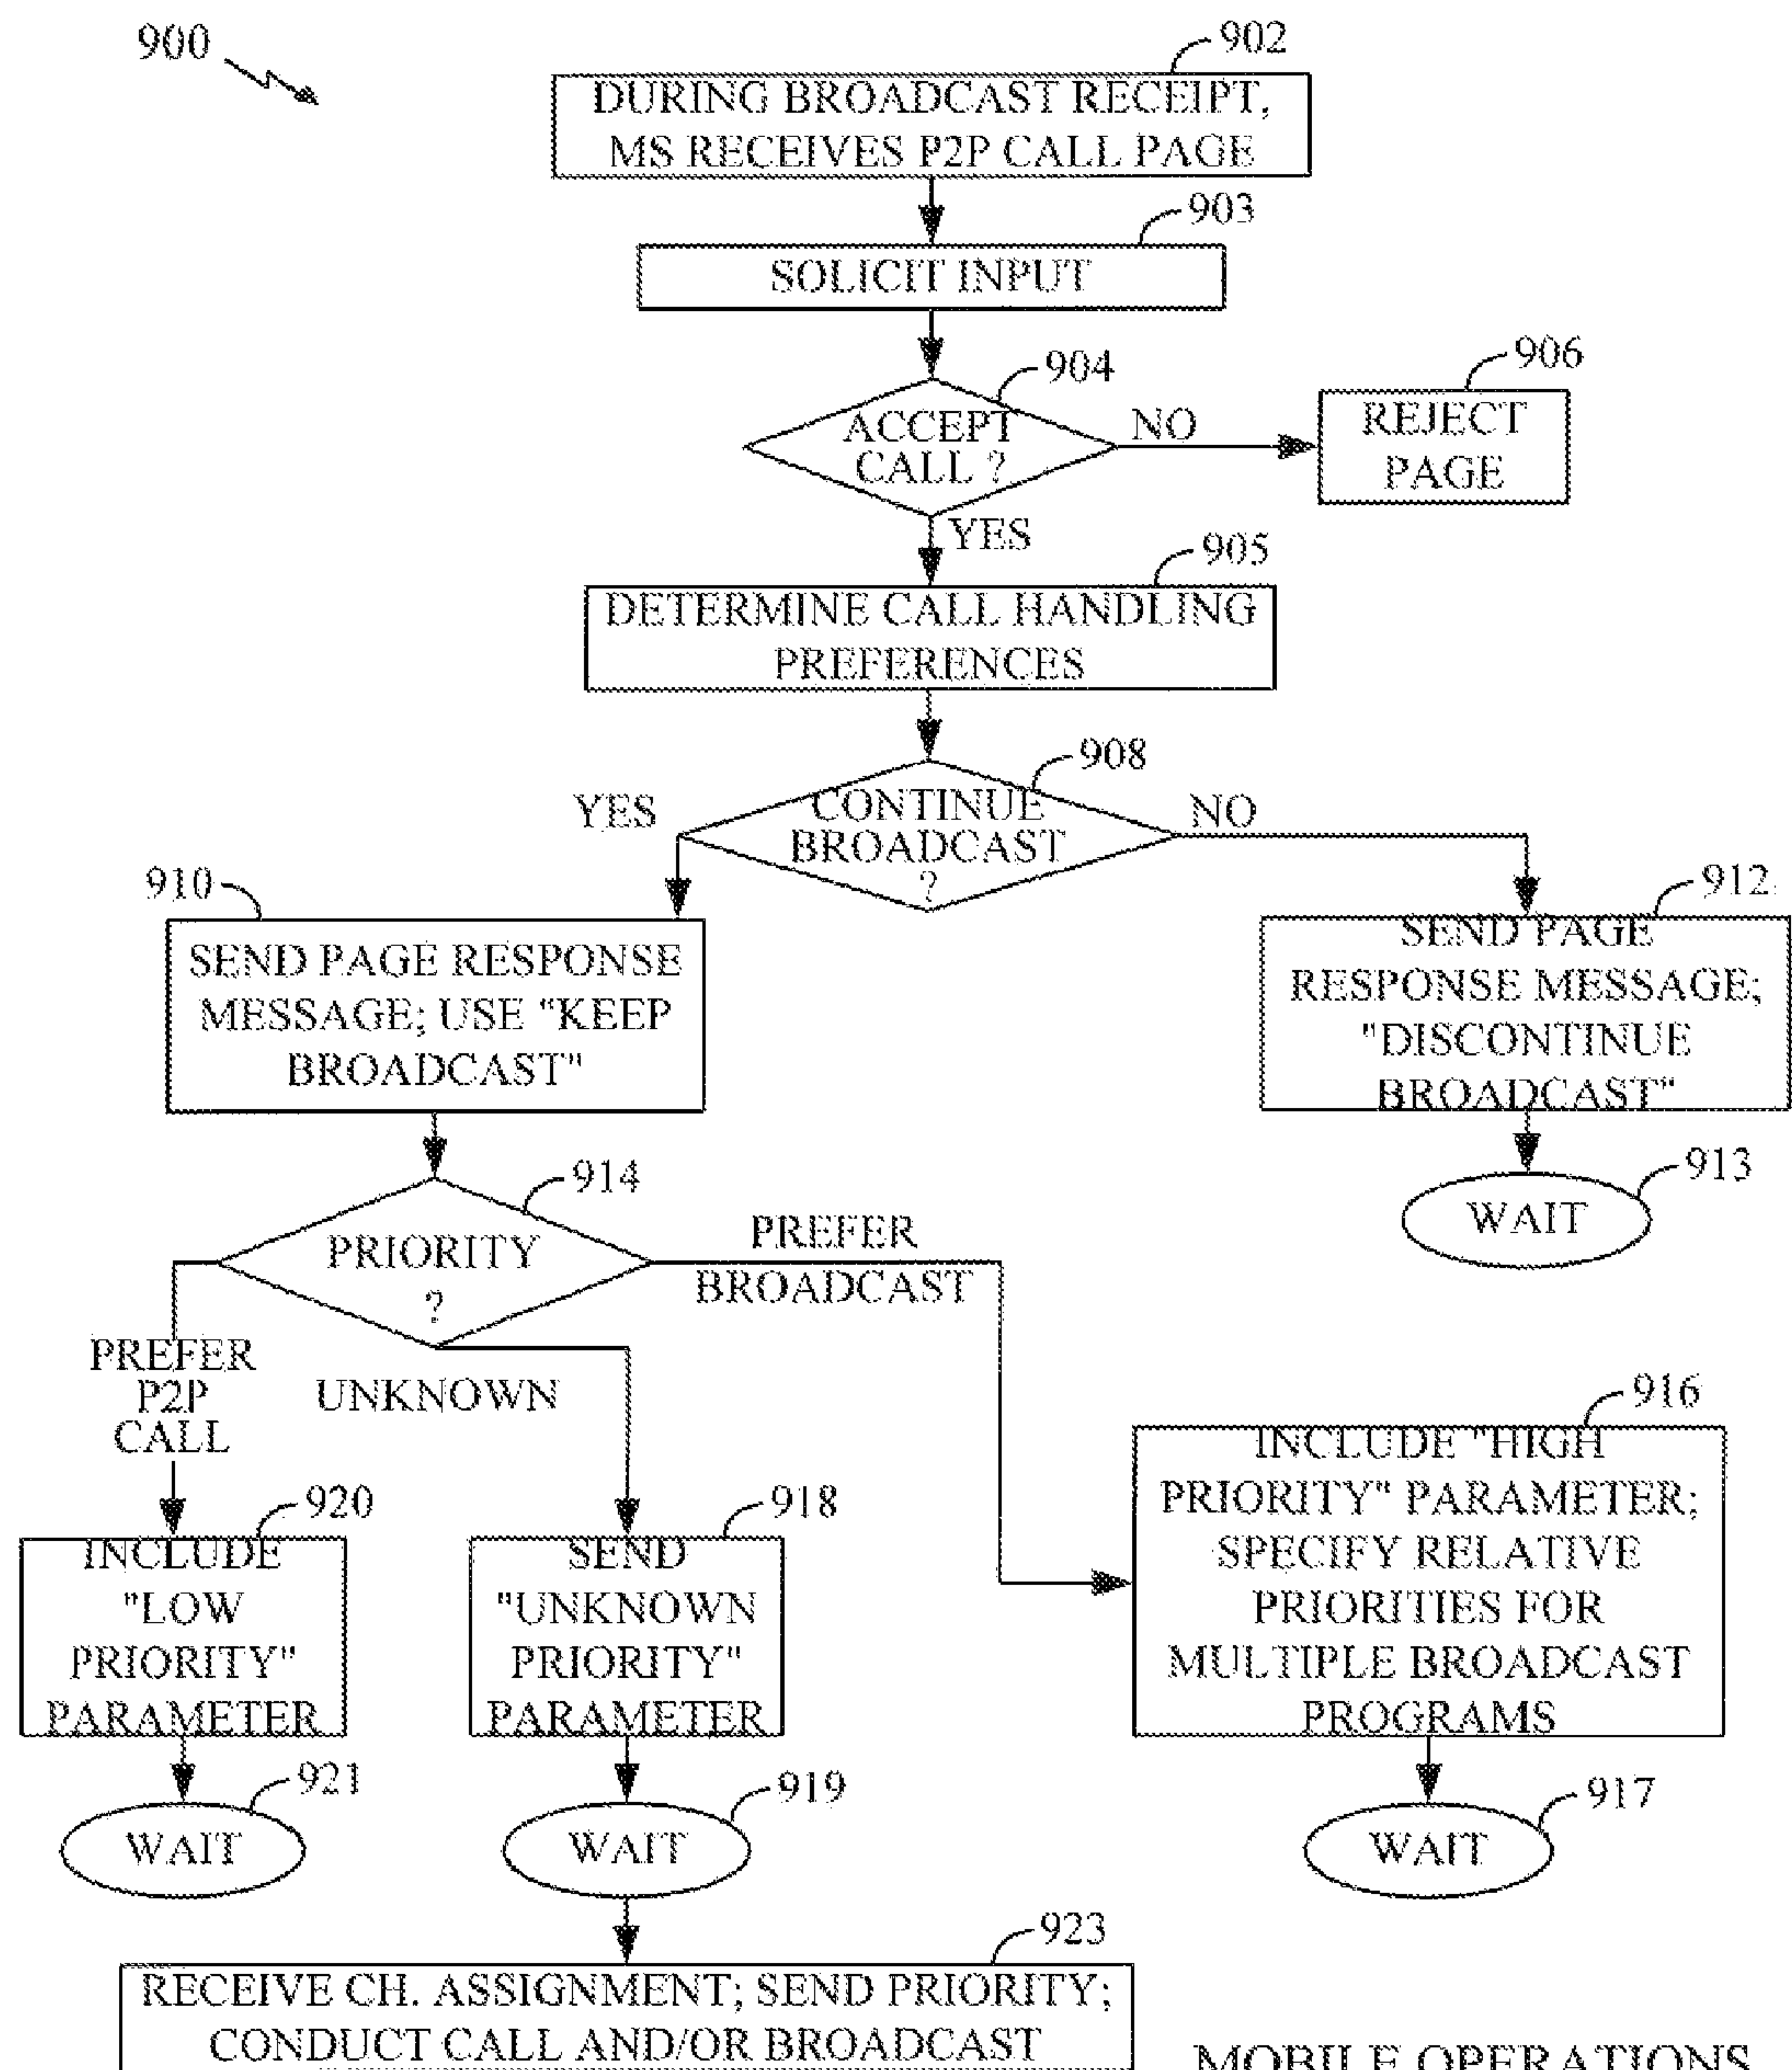 900
902
DURING BROADCAST RECEIPT,
MS RECEIVES P2P CALL PAGE
903
SOLICIT INPUT
904
ACCEPT
CALL ?
NO
906
REJECT
PAGE
YES
905
DETERMINE CALL HANDLING
PREFERENCES
908
CONTINUE
BROADCAST
?
YES
NO
910
SEND PAGE RESPONSE
MESSAGE; USE "KEEP
BROADCAST"
912
SEND PAGE
RESPONSE MESSAGE;
"DISCONTINUE
BROADCAST"
913
WAIT
914
PRIORITY
?
PREFER
BROADCAST
PREFER
P2P
CALL
UNKNOWN
916
INCLUDE "HIGH
PRIORITY" PARAMETER;
SPECIFY RELATIVE
PRIORITIES FOR
MULTIPLE BROADCAST
PROGRAMS
920
INCLUDE
"LOW
PRIORITY"
PARAMETER
918
SEND
"UNKNOWN
PRIORITY"
PARAMETER
921
WAIT
919
WAIT
917
WAIT
923
RECEIVE CH. ASSIGNMENT; SEND PRIORITY;
CONDUCT CALL AND/OR BROADCAST
MOBILE OPERATIONS